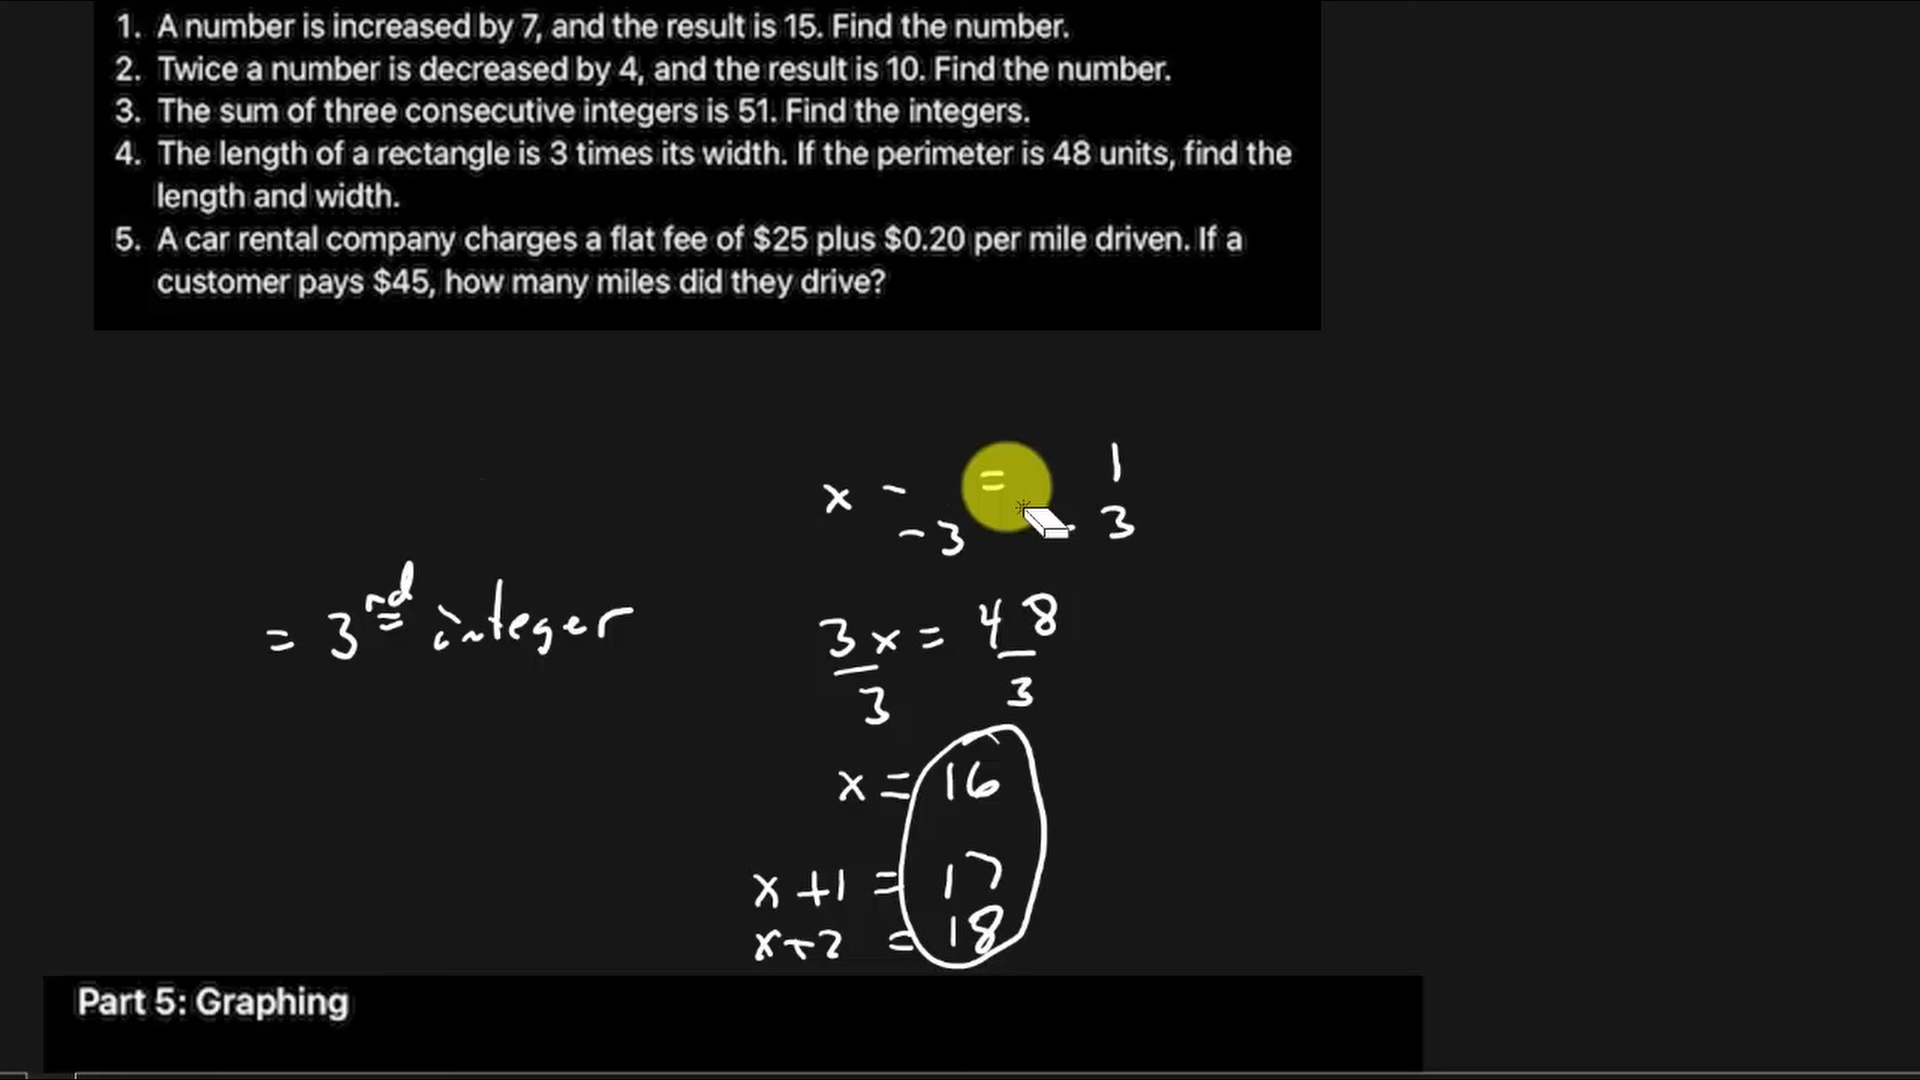 1. A number is increased by 7, and the result is 15. Find the number.
2. Twice a number is decreased by 4, and the result is 10. Find the number.
3. The sum of three consecutive integers is 51. Find the integers.
4. The length of a rectangle is 3 times its width. If the perimeter is 48 units, find the
length and width.
5. A car rental company charges a flat fee of $25 plus $0.20 per mile driven. If a
customer pays $45, how many miles did they drive?
x - = 1
-3 - 3
= 3rd integer
3x = 48
3 3
x = 16
x+1 = 17
x+2 = 18
Part 5: Graphing